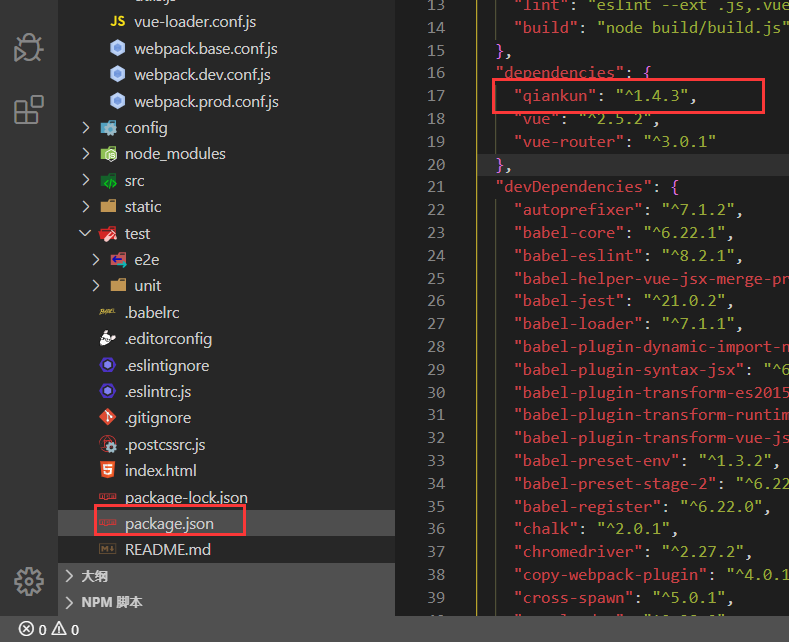 vue-loader.conf.js
webpack.base.conf.js
webpack.dev.conf.js
webpack.prod.conf.js
config
node_modules
src
static
test
e2e
unit
.babelrc
.editorconfig
.eslintignore
.eslintrc.js
.gitignore
.postcssrc.js
index.html
package-lock.json
package.json
README.md
大纲
NPM 脚本
0 0
13 "lint": "eslint --ext .js,.vue
14 "build": "node build/build.js"
15 },
16 "dependencies": {
17 "qiankun": "^1.4.3",
18 "vue": "^2.5.2",
19 "vue-router": "^3.0.1"
20 },
21 "devDependencies": {
22 "autoprefixer": "^7.1.2",
23 "babel-core": "^6.22.1",
24 "babel-eslint": "^8.2.1",
25 "babel-helper-vue-jsx-merge-pr
26 "babel-jest": "^21.0.2",
27 "babel-loader": "^7.1.1",
28 "babel-plugin-dynamic-import-n
29 "babel-plugin-syntax-jsx": "^6
30 "babel-plugin-transform-es2015
31 "babel-plugin-transform-runtim
32 "babel-plugin-transform-vue-js
33 "babel-preset-env": "^1.3.2",
34 "babel-preset-stage-2": "^6.22
35 "babel-register": "^6.22.0",
36 "chalk": "^2.0.1",
37 "chromedriver": "^2.27.2",
38 "copy-webpack-plugin": "^4.0.1
39 "cross-spawn": "^5.0.1",